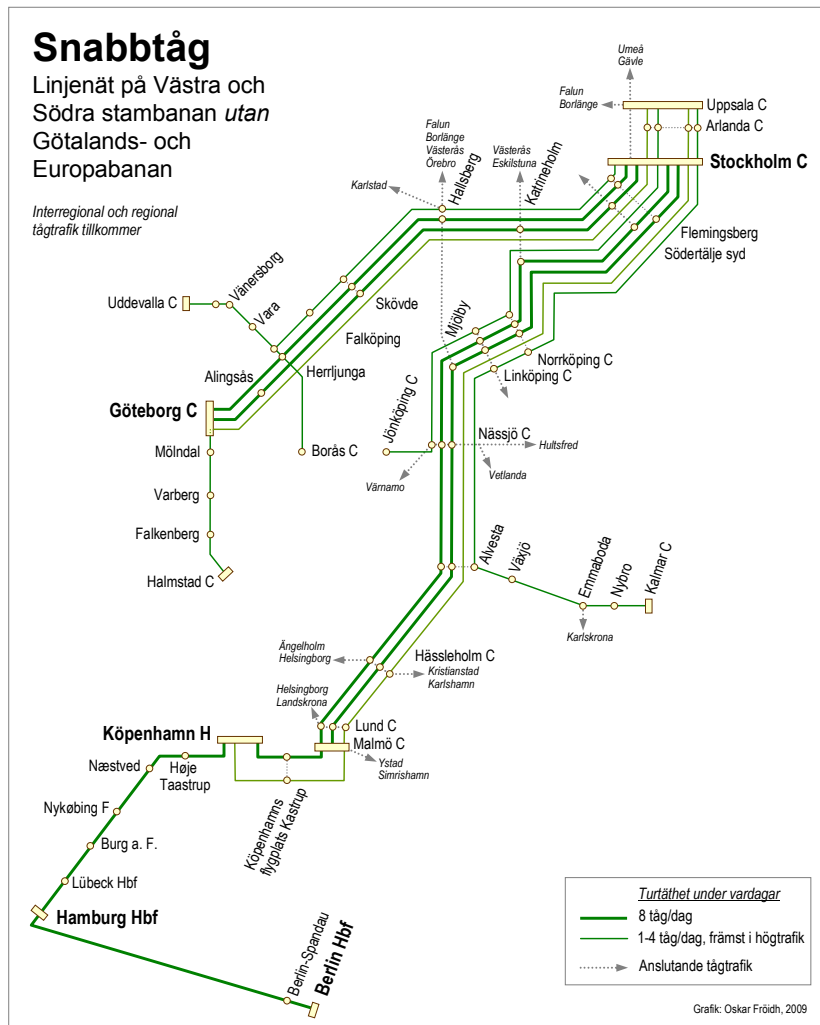 Snabbtåg
Linjenät på Västra och
Södra stambanan utan
Götalands- och
Europabanan
Interregional och regional
tågtrafik tillkommer
Umeå
Gävle
Falun
Borlänge
Uppsala C
Arlanda C
Stockholm C
Falun
Borlänge
Västerås
Örebro
Västerås
Eskilstuna
Karlstad
Hallsberg
Katrineholm
Flemingsberg
Södertälje syd
Uddevalla C
Vänersborg
Vara
Skövde
Falköping
Herrljunga
Alingsås
Göteborg C
Mjölby
Norrköping C
Linköping C
Jönköping C
Borås C
Nässjö C
Hultsfred
Vetlanda
Värnamo
Mölndal
Varberg
Falkenberg
Halmstad C
Alvesta
Växjö
Emmaboda
Nybro
Kalmar C
Karlskrona
Ängelholm
Helsingborg
Hässleholm C
Kristianstad
Karlshamn
Helsingborg
Landskrona
Lund C
Malmö C
Ystad
Simrishamn
Köpenhamn H
Næstved
Høje
Taastrup
Köpenhamns
flygplats Kastrup
Nykøbing F
Burg a. F.
Lübeck Hbf
Hamburg Hbf
Berlin-Spandau
Berlin Hbf
Turtäthet under vardagar
8 tåg/dag
1-4 tåg/dag, främst i högtrafik
Anslutande tågtrafik
Grafik: Oskar Fröidh, 2009